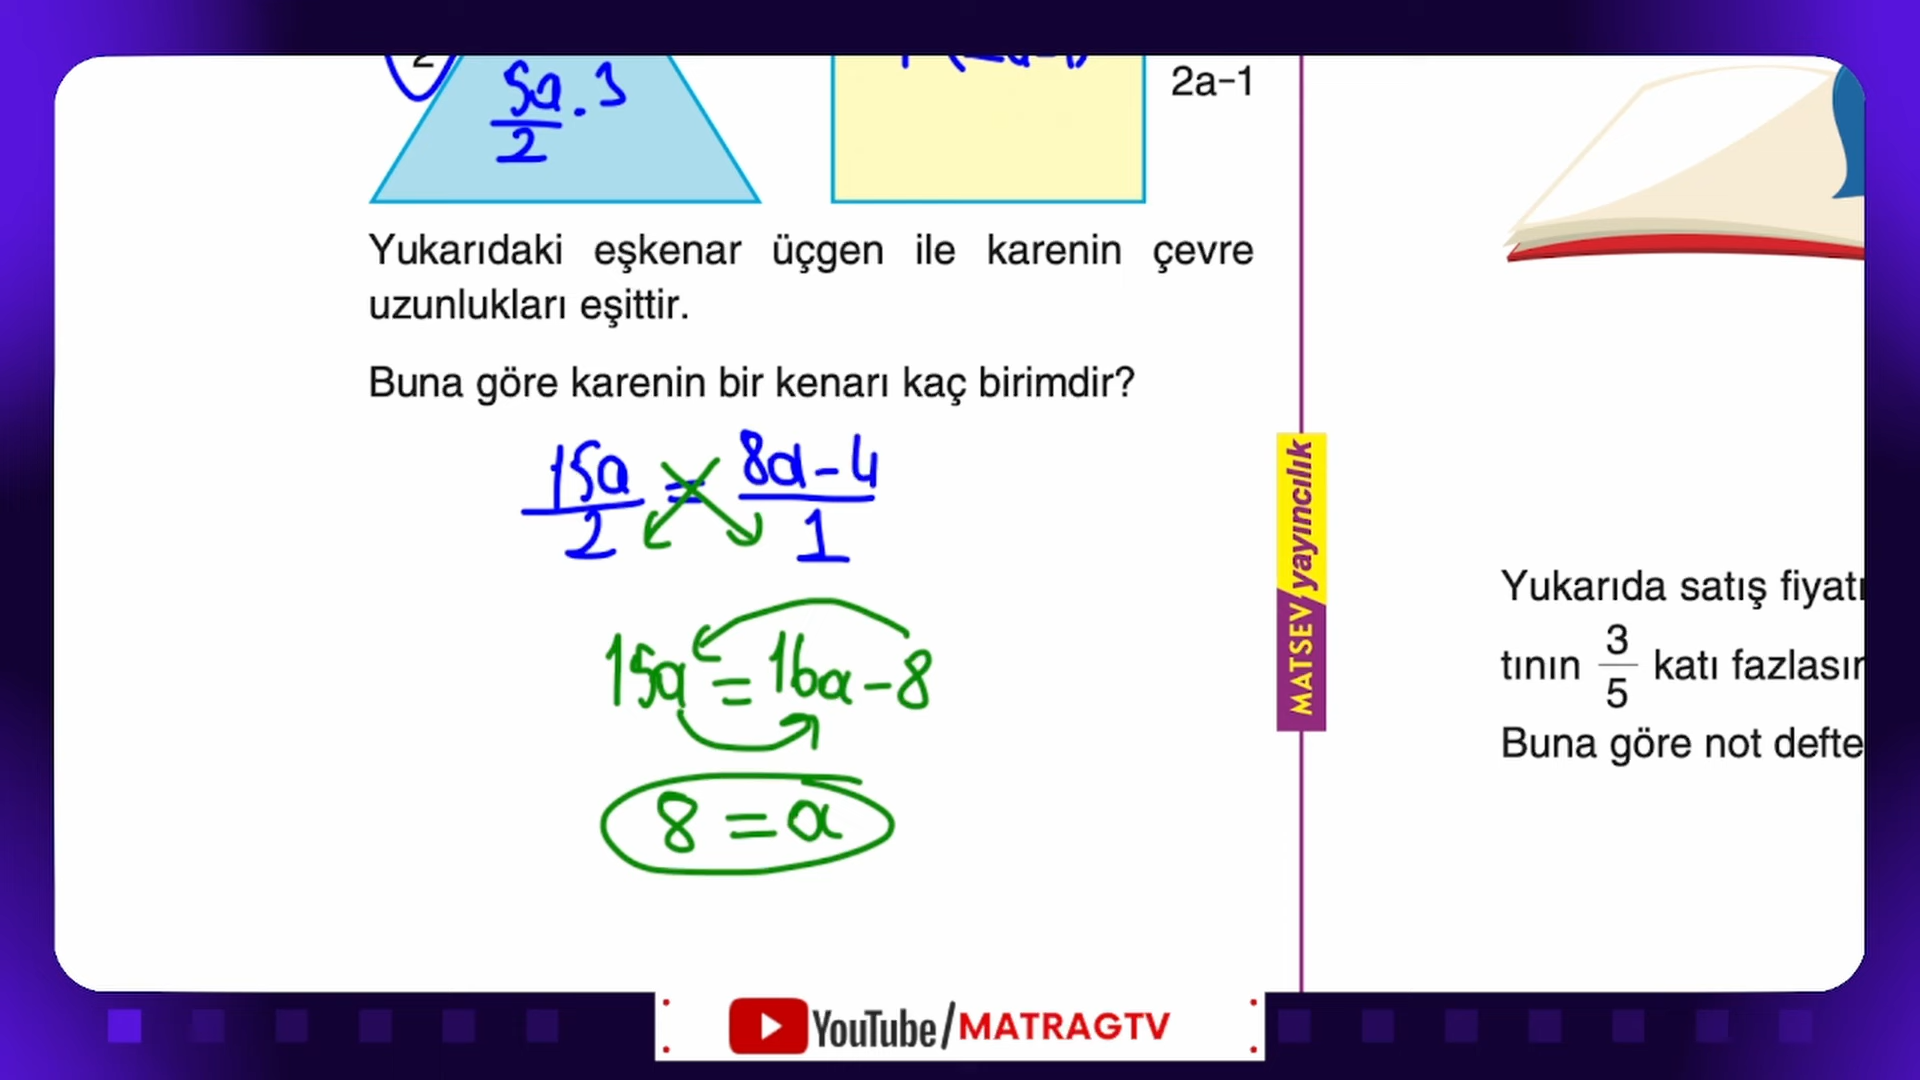 2
5a/2 . 3
2a-1
Yukarıdaki eşkenar üçgen ile karenin çevre
uzunlukları eşittir.
Buna göre karenin bir kenarı kaç birimdir?
15a/2 = 8a-4/1
15a = 16a-8
8 = a
MATSEV yayıncılık
Yukarıda satış fiyatı
tının 3/5 katı fazlasın
Buna göre not defte
YouTube/MATRAGTV